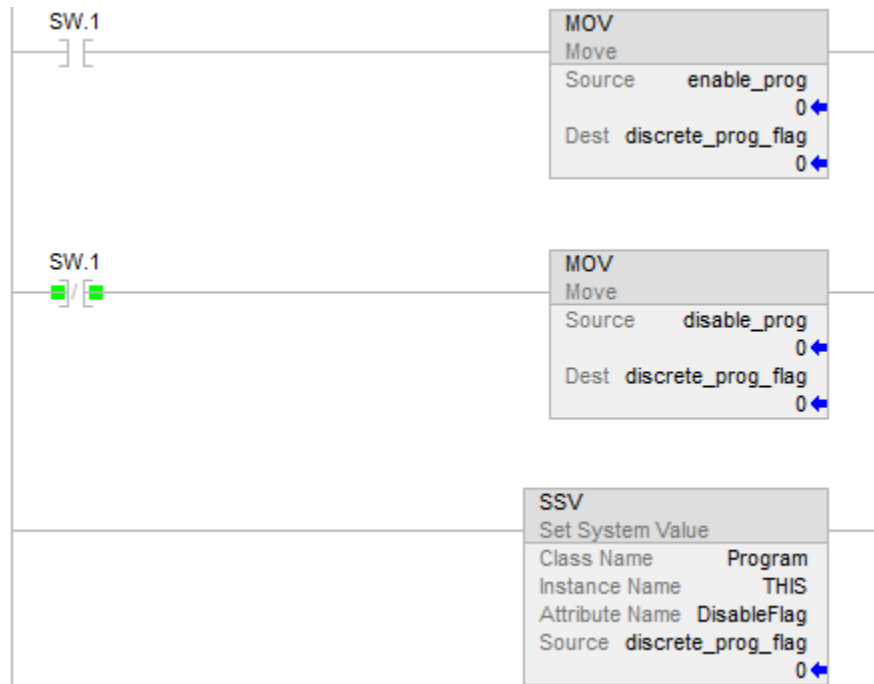 SW.1
MOV
Move
Source enable_prog
0
Dest discrete_prog_flag
0
SW.1
MOV
Move
Source disable_prog
0
Dest discrete_prog_flag
0
SSV
Set System Value
Class Name Program
Instance Name THIS
Attribute Name DisableFlag
Source discrete_prog_flag
0